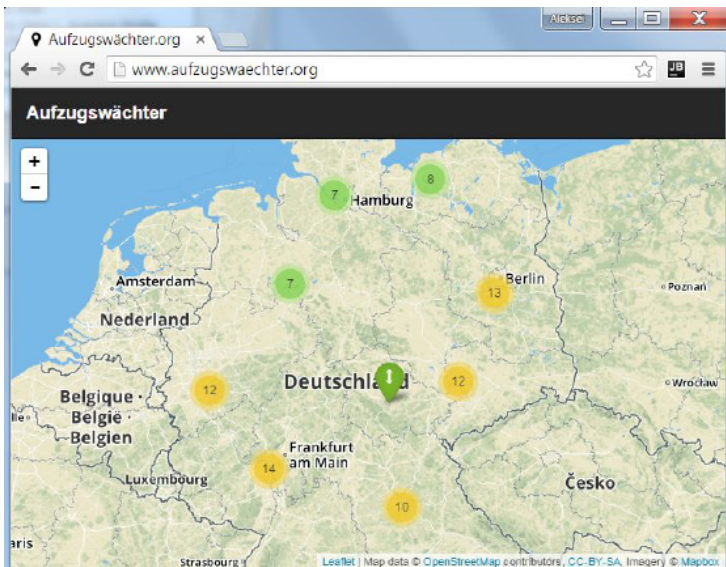 Aleksei
Aufzugswächter.org ×
www.aufzugswaechter.org
JB
Aufzugswächter
+
-
8
7
Hamburg
Amsterdam
7
Berlin
13
Poznań
Nederland
Deutschland
12
12
Wrocław
Belgique ·
België ·
Belgien
Frankfurt
am Main
14
Luxembourg
Česko
10
aris
Strasbourg
Leaflet | Map data © OpenStreetMap contributors, CC-BY-SA, Imagery © Mapbox